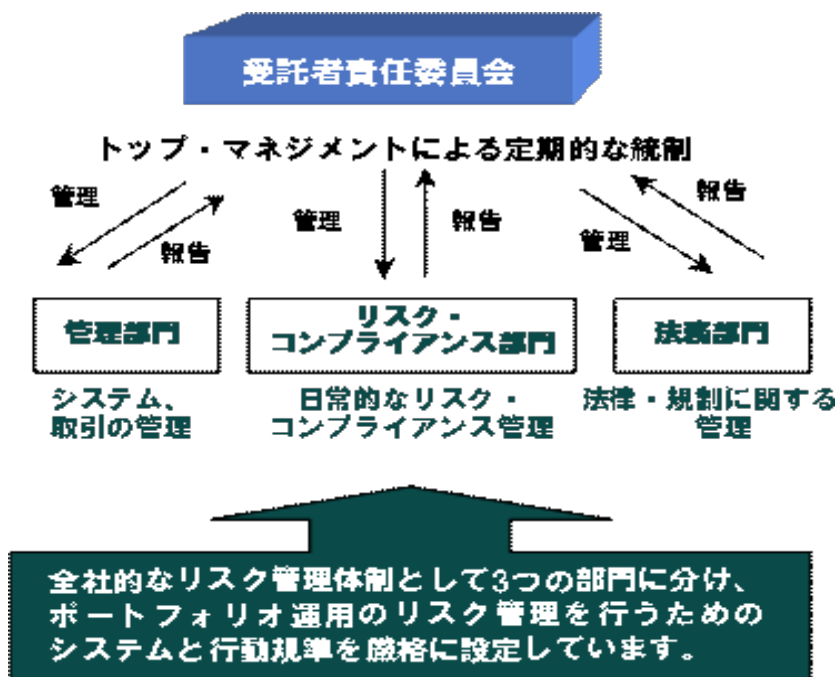 受託者責任委員会
トップ・マネジメントによる定期的な統制
管理
報告
管理
報告
管理
報告
管理部門
システム、
取引の管理
リスク・
コンプライアンス部門
日常的なリスク・
コンプライアンス管理
法務部門
法律・規制に関する
管理
全社的なリスク管理体制として3つの部門に分け、
ポートフォリオ運用のリスク管理を行うための
システムと行動規準を厳格に設定しています。